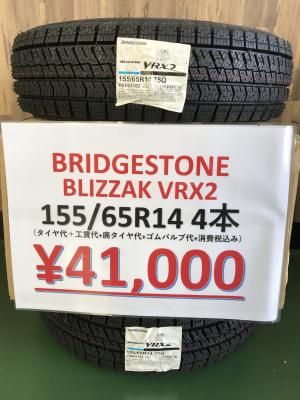 BLIZZAK VRX2
155/65R14 75Q
BRIDGESTONE
BLIZZAK VRX2
155/65R14 4本
(タイヤ代+工賃代+廃タイヤ代+ゴムバルブ代+消費税込み)
¥41,000
VRX2
155/65R14 75Q